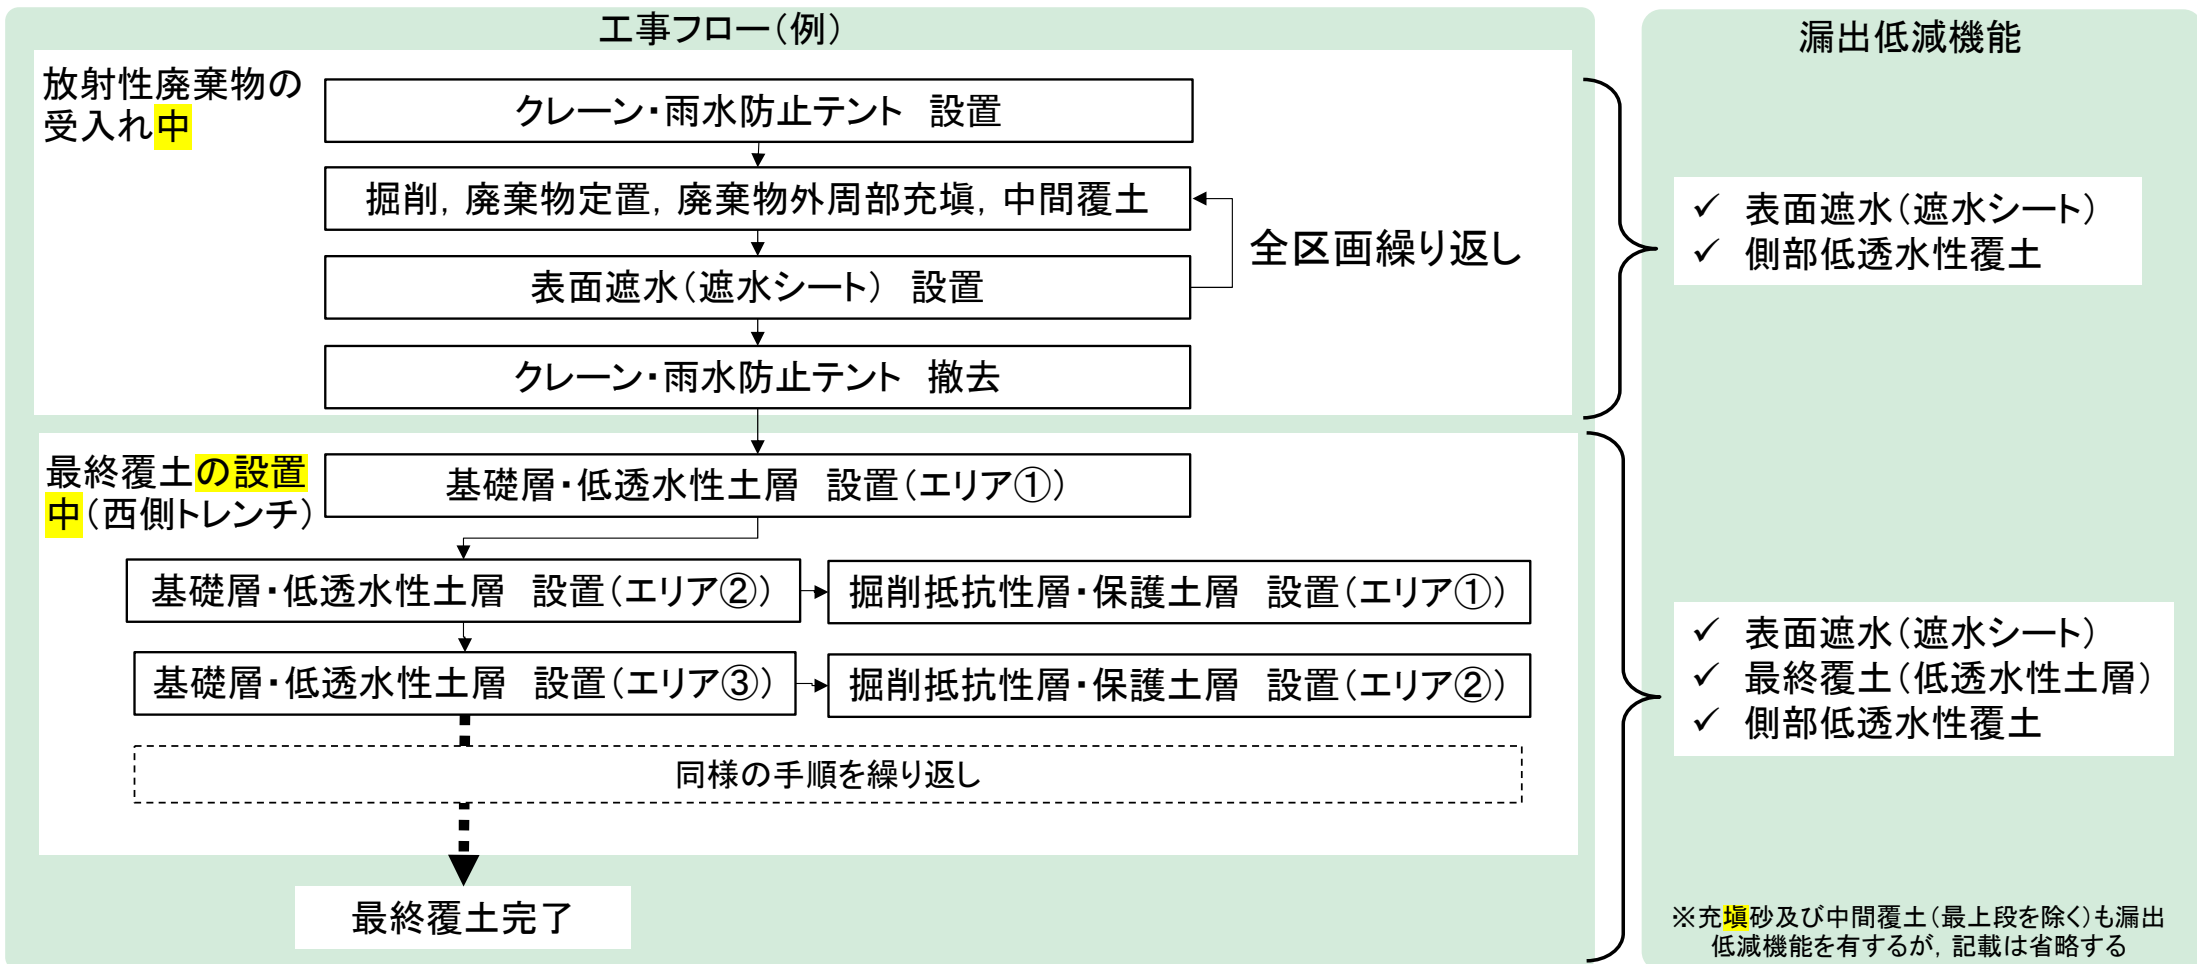 工事フロー(例)
放射性廃棄物の
受入れ中
クレーン・雨水防止テント 設置
掘削, 廃棄物定置, 廃棄物外周部充塡, 中間覆土
全区画繰り返し
表面遮水(遮水シート) 設置
クレーン・雨水防止テント 撤去
最終覆土の設置
中(西側トレンチ)
基礎層・低透水性土層 設置(エリア①)
基礎層・低透水性土層 設置(エリア②)
掘削抵抗性層・保護土層 設置(エリア①)
基礎層・低透水性土層 設置(エリア③)
掘削抵抗性層・保護土層 設置(エリア②)
同様の手順を繰り返し
最終覆土完了
漏出低減機能
✓ 表面遮水(遮水シート)
✓ 側部低透水性覆土
✓ 表面遮水(遮水シート)
✓ 最終覆土(低透水性土層)
✓ 側部低透水性覆土
※充塡砂及び中間覆土(最上段を除く)も漏出
低減機能を有するが, 記載は省略する